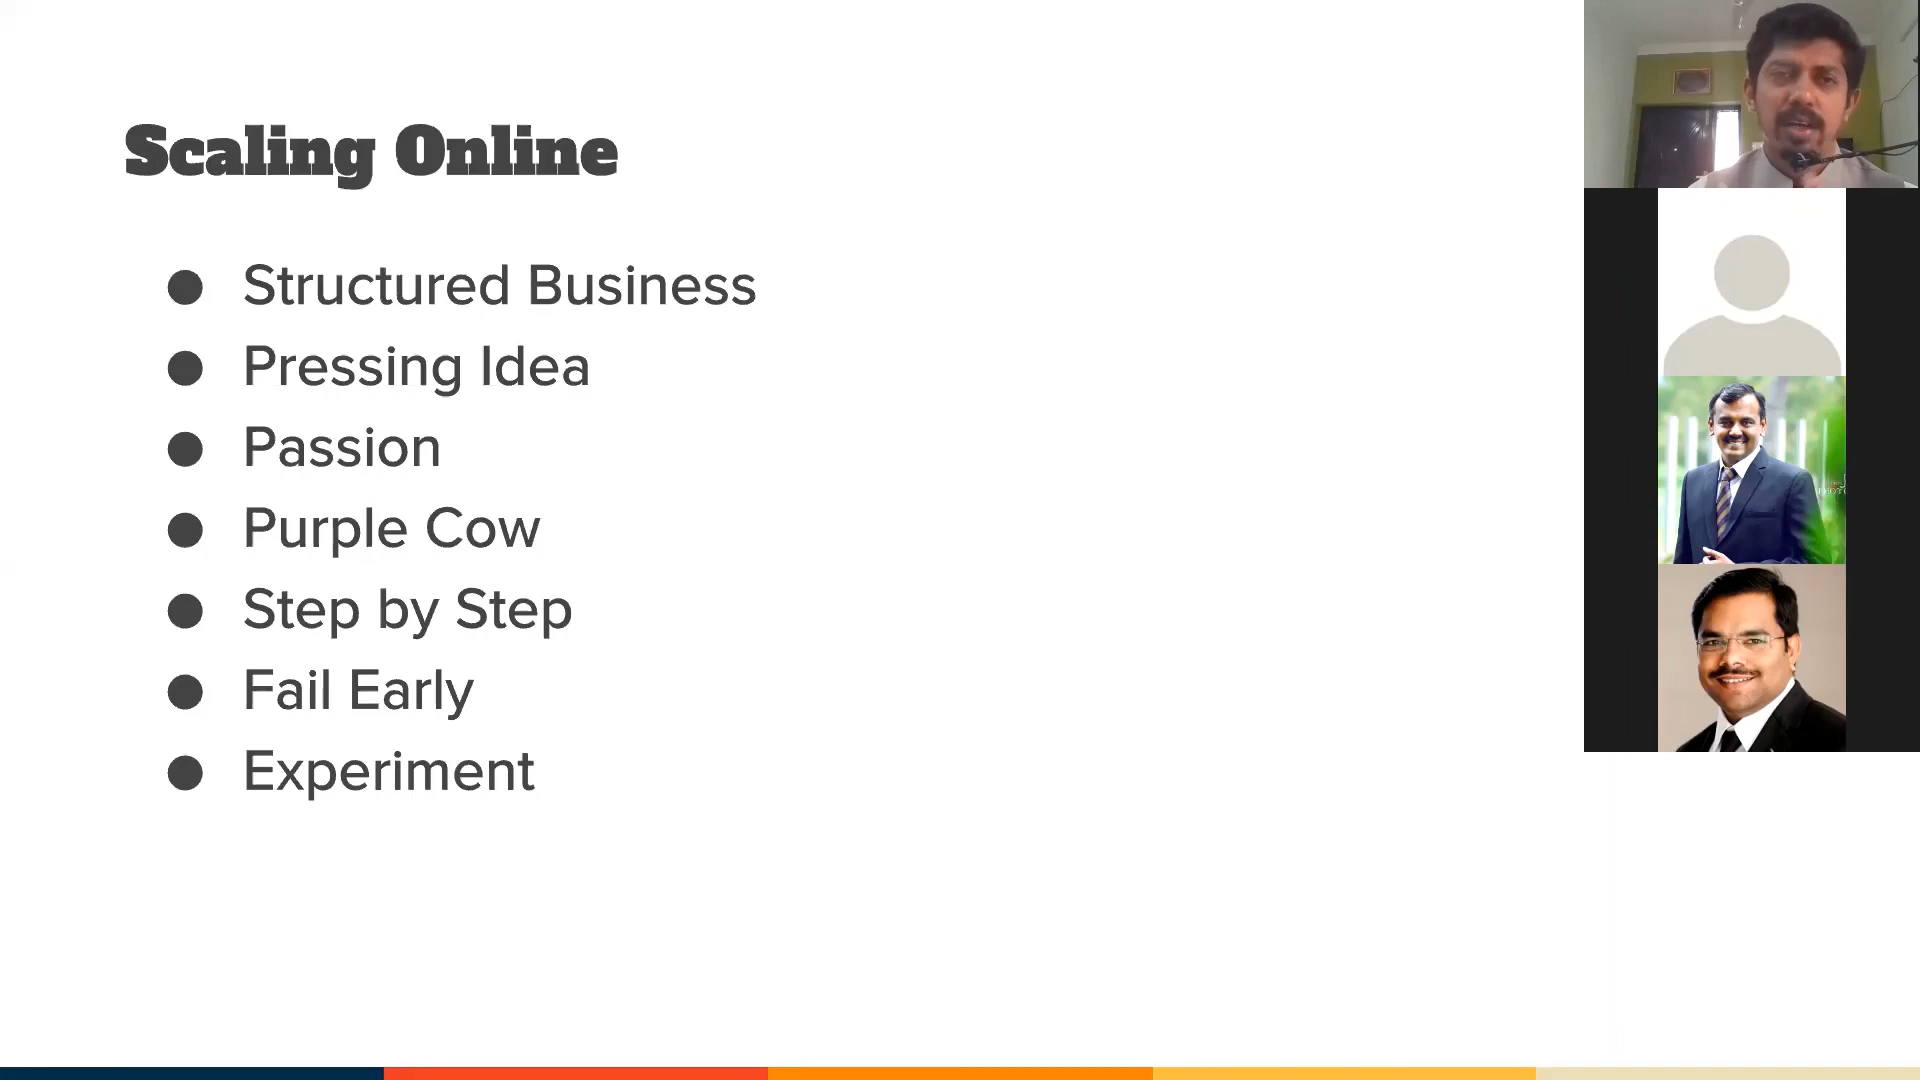 Scaling Online
● Structured Business
● Pressing Idea
● Passion
● Purple Cow
● Step by Step
● Fail Early
● Experiment